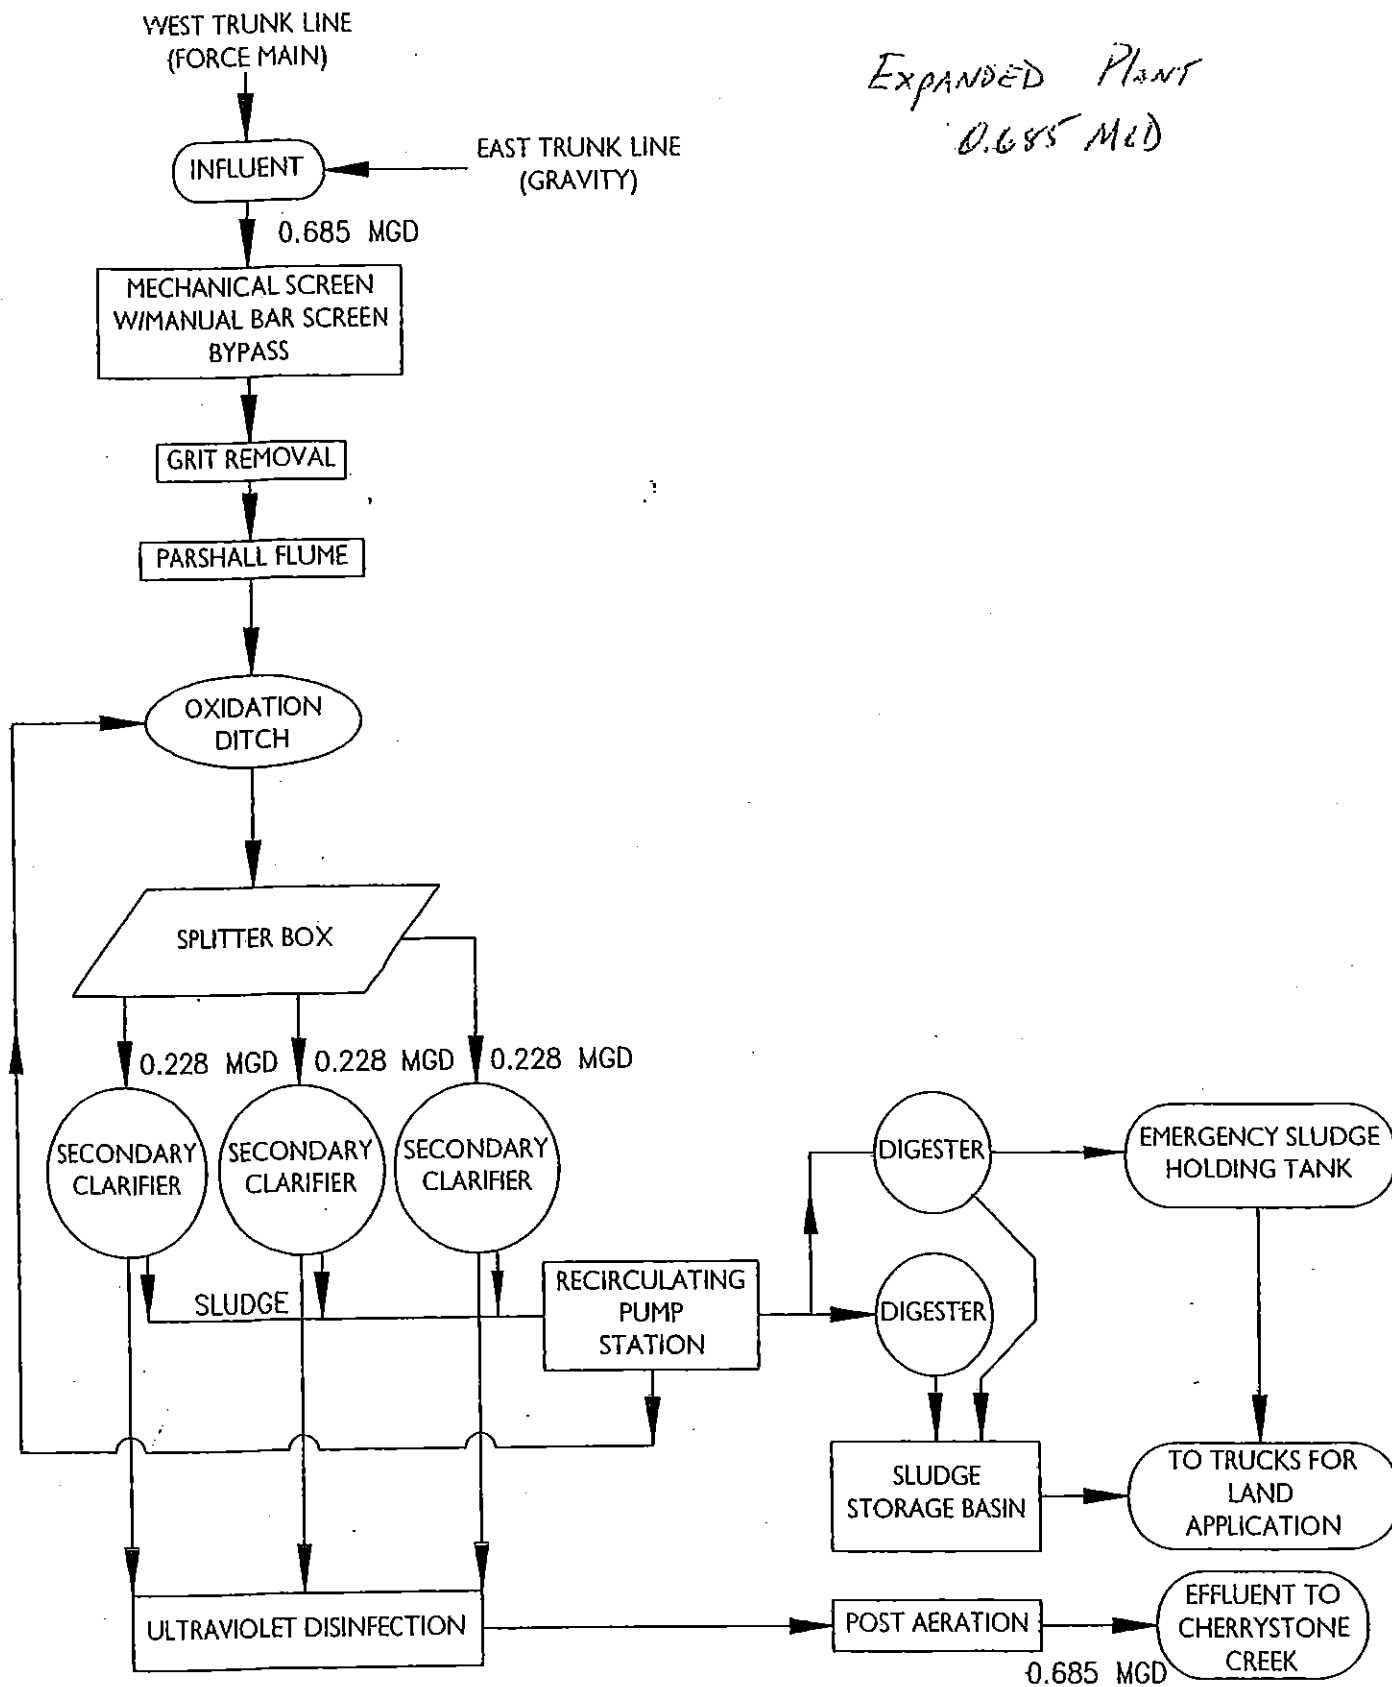 WEST TRUNK LINE
(FORCE MAIN)
EXPANDED PLANT
0.685 MGD
INFLUENT
EAST TRUNK LINE
(GRAVITY)
0.685 MGD
MECHANICAL SCREEN
W/MANUAL BAR SCREEN
BYPASS
GRIT REMOVAL
PARSHALL FLUME
OXIDATION
DITCH
SPLITTER BOX
0.228 MGD
0.228 MGD
0.228 MGD
SECONDARY
CLARIFIER
SECONDARY
CLARIFIER
SECONDARY
CLARIFIER
SLUDGE
RECIRCULATING
PUMP
STATION
DIGESTER
DIGESTER
EMERGENCY SLUDGE
HOLDING TANK
SLUDGE
STORAGE BASIN
TO TRUCKS FOR
LAND
APPLICATION
ULTRAVIOLET DISINFECTION
POST AERATION
0.685 MGD
EFFLUENT TO
CHERRYSTONE
CREEK